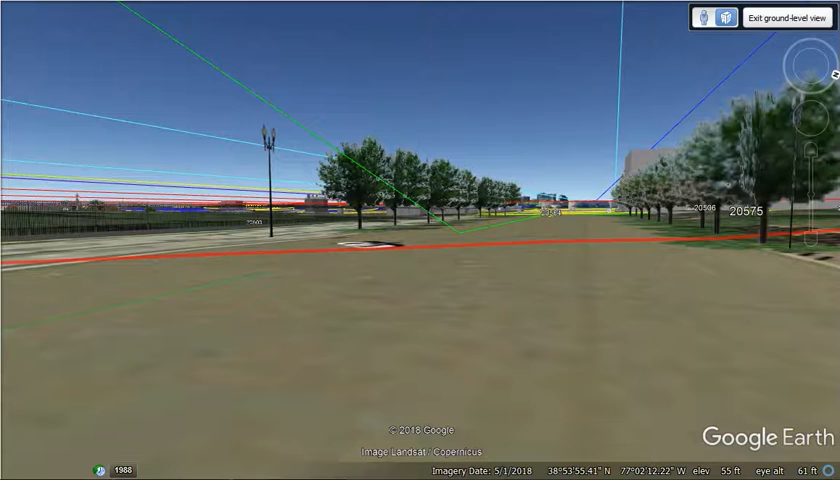 Exit ground-level view
N
20596
20575
© 2018 Google
Image Landsat / Copernicus
Google Earth
1988
Imagery Date: 5/1/2018 38°53'55.41" N 77°02'12.22" W elev 55 ft eye alt 61 ft